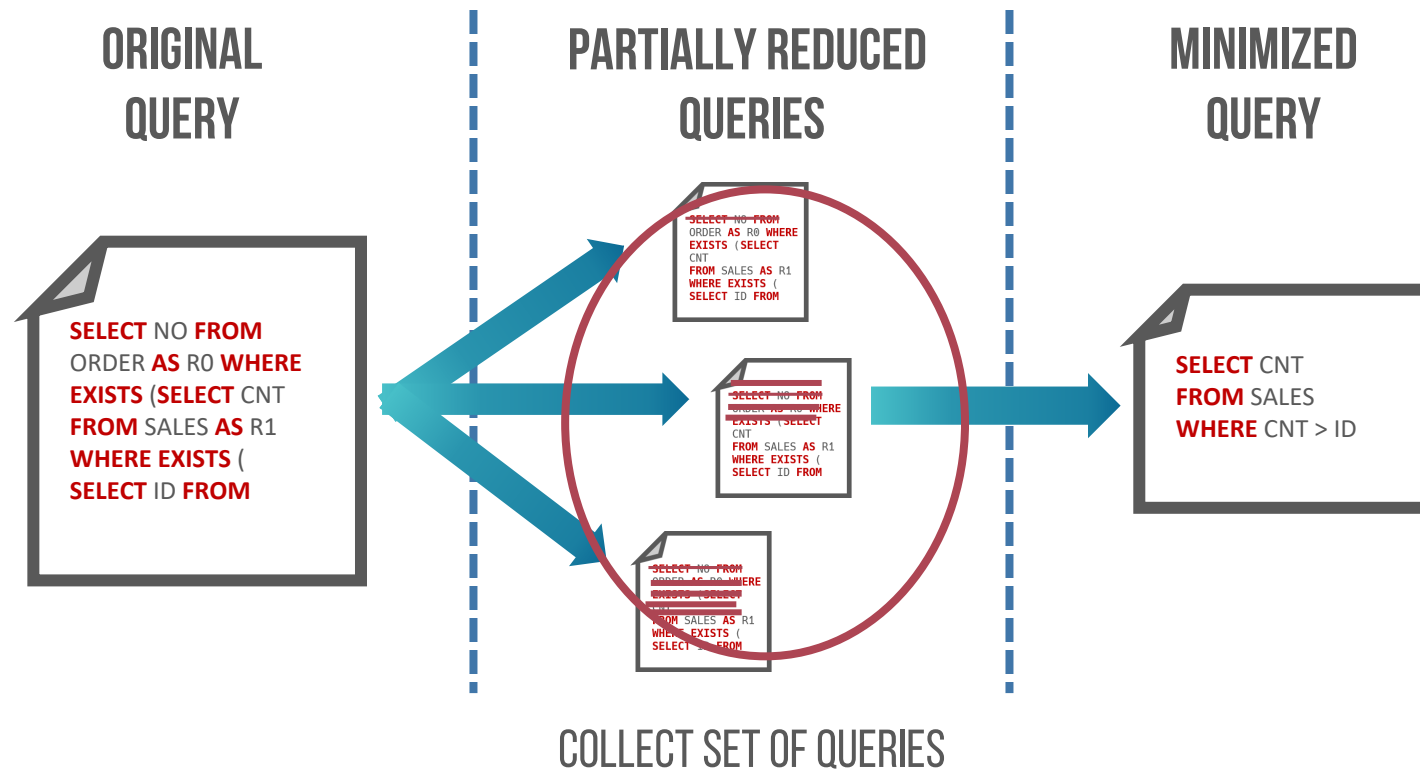 ORIGINAL
QUERY
PARTIALLY REDUCED
QUERIES
MINIMIZED
QUERY
SELECT NO FROM
ORDER AS R0 WHERE
EXISTS (SELECT CNT
FROM SALES AS R1
WHERE EXISTS (
SELECT ID FROM
SELECT NO FROM
ORDER AS R0 WHERE
EXISTS (SELECT
CNT
FROM SALES AS R1
WHERE EXISTS (
SELECT ID FROM
SELECT NO FROM
ORDER AS R0 WHERE
EXISTS (SELECT
CNT
FROM SALES AS R1
WHERE EXISTS (
SELECT ID FROM
SELECT NO FROM
ORDER AS R0 WHERE
EXISTS (SELECT
CNT
FROM SALES AS R1
WHERE EXISTS (
SELECT ID FROM
SELECT CNT
FROM SALES
WHERE CNT > ID
COLLECT SET OF QUERIES